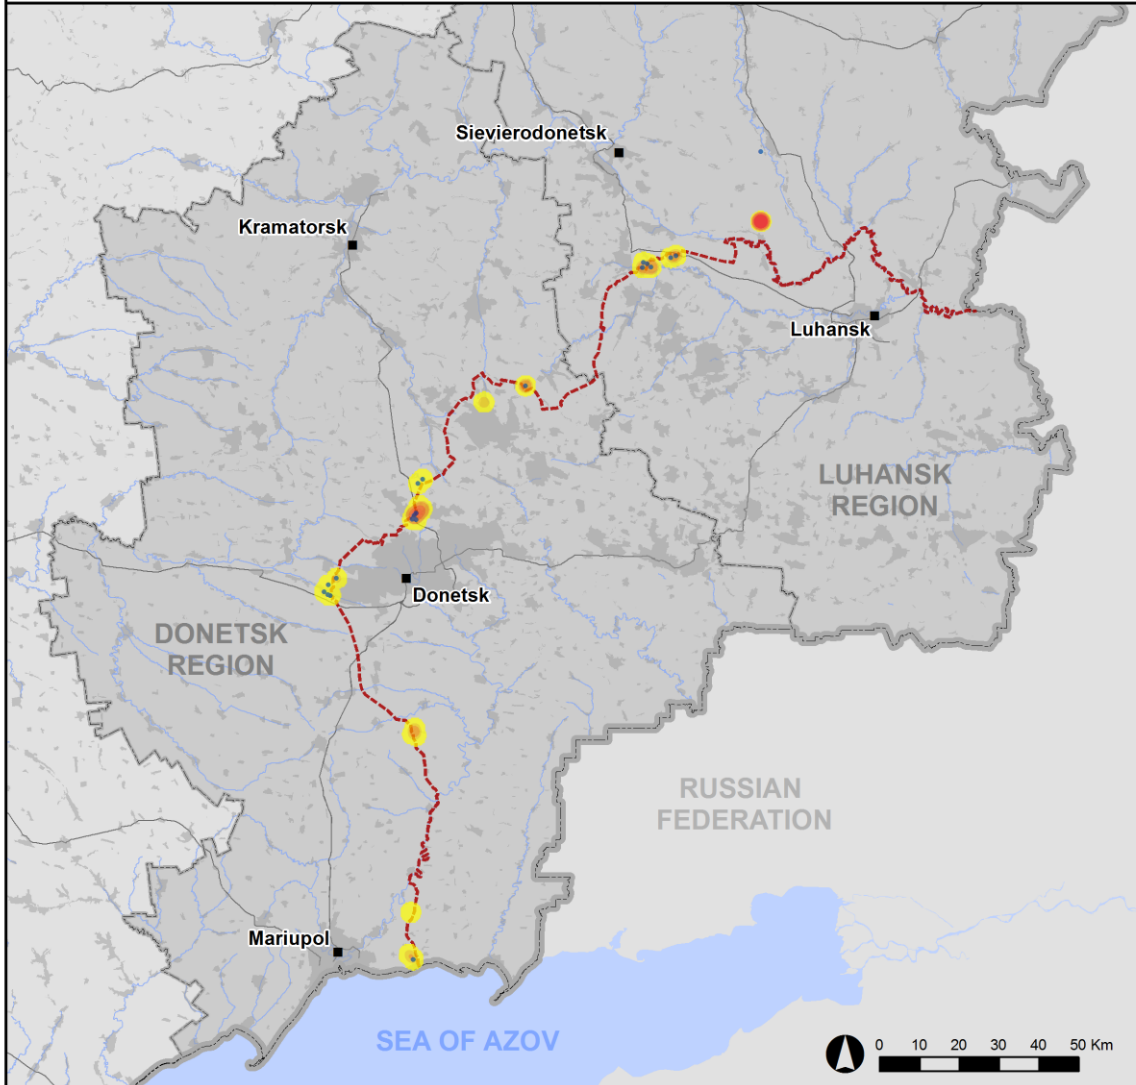 Sievierodonetsk
Kramatorsk
Luhansk
LUHANSK
REGION
Donetsk
DONETSK
REGION
RUSSIAN
FEDERATION
Mariupol
SEA OF AZOV
0 10 20 30 40 50 Km